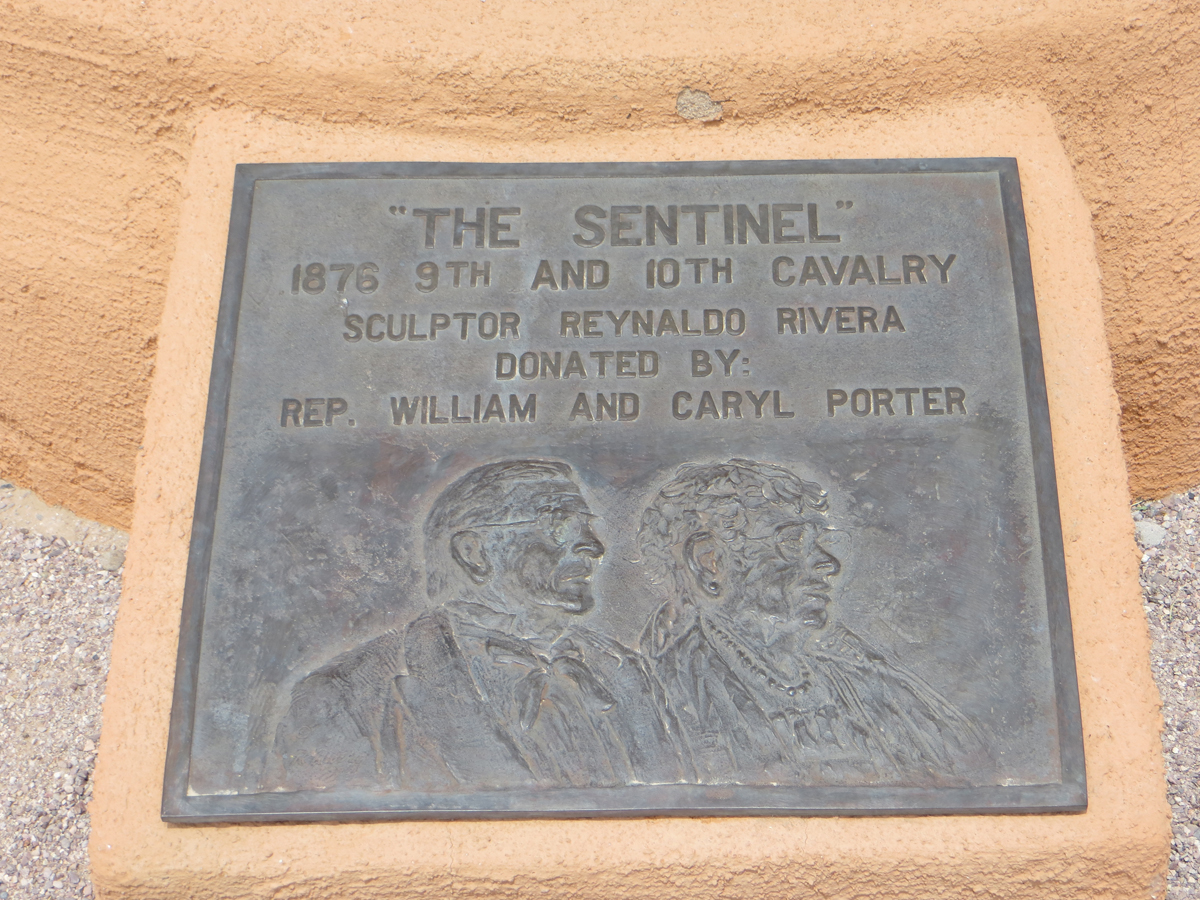 "THE SENTINEL"
1876 9TH AND 10TH CAVALRY
SCULPTOR REYNALDO RIVERA
DONATED BY:
REP. WILLIAM AND CARYL PORTER